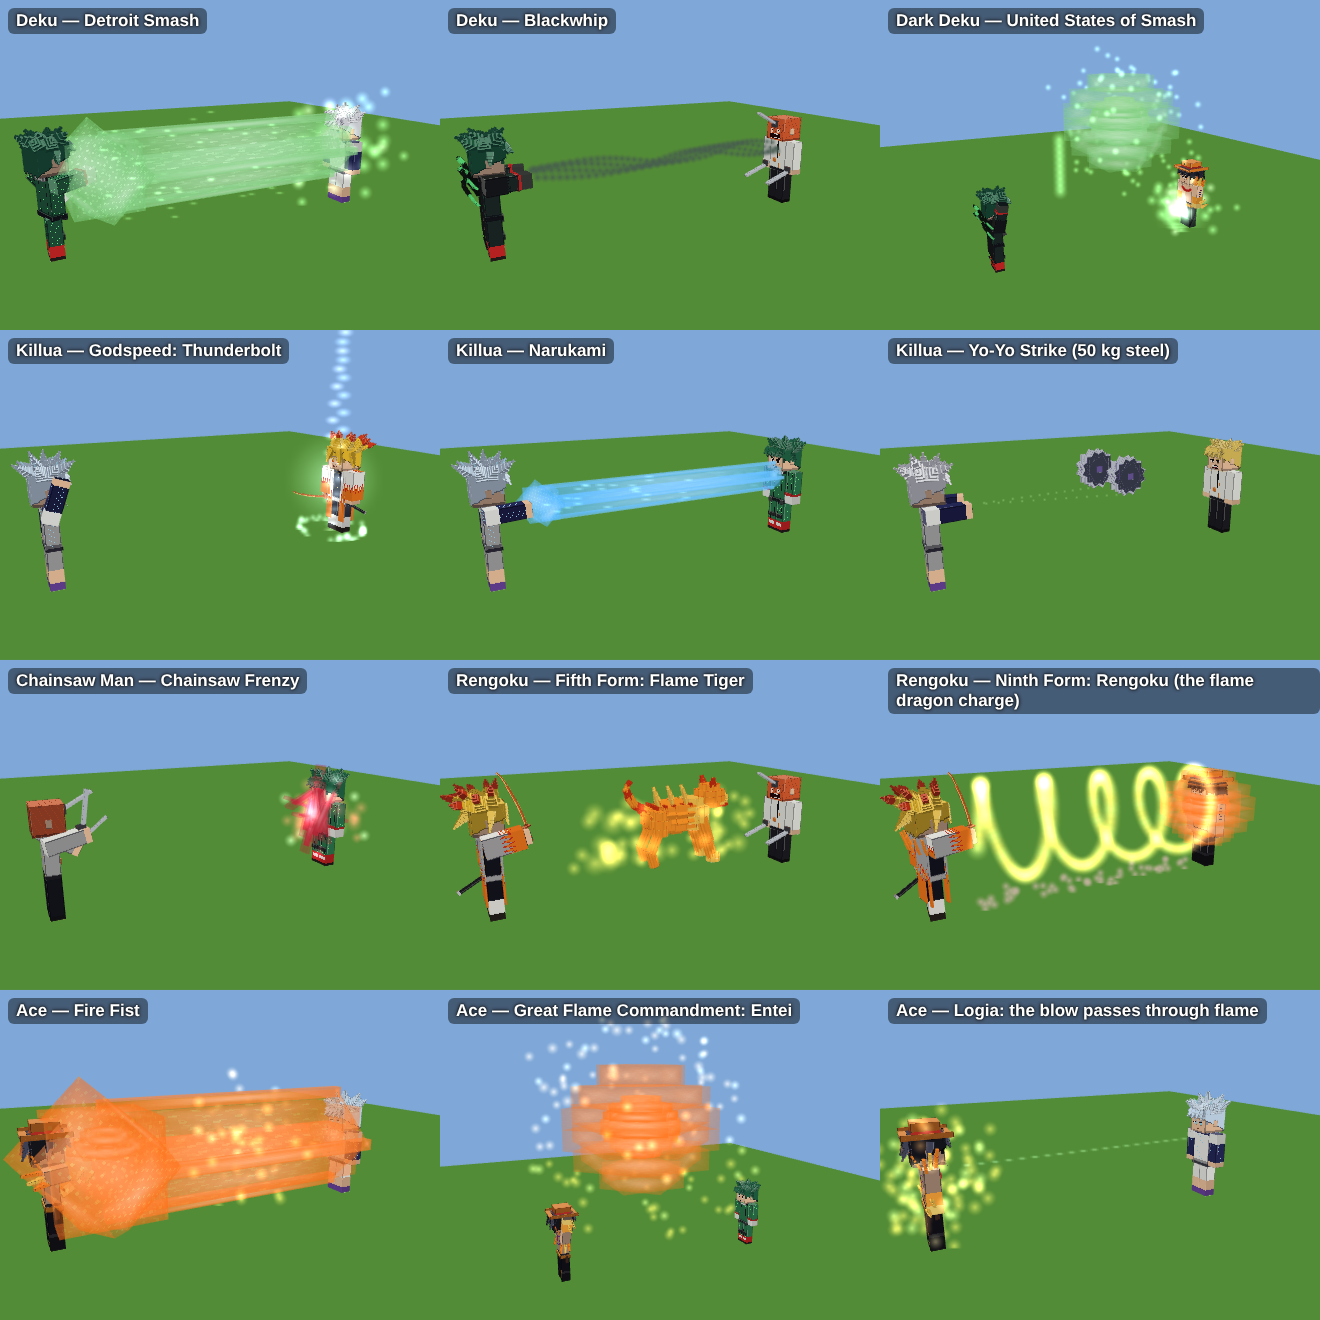 Deku — Detroit Smash
Deku — Blackwhip
Dark Deku — United States of Smash
Killua — Godspeed: Thunderbolt
Killua — Narukami
Killua — Yo-Yo Strike (50 kg steel)
Chainsaw Man — Chainsaw Frenzy
Rengoku — Fifth Form: Flame Tiger
Rengoku — Ninth Form: Rengoku (the flame
dragon charge)
Ace — Fire Fist
Ace — Great Flame Commandment: Entei
Ace — Logia: the blow passes through flame